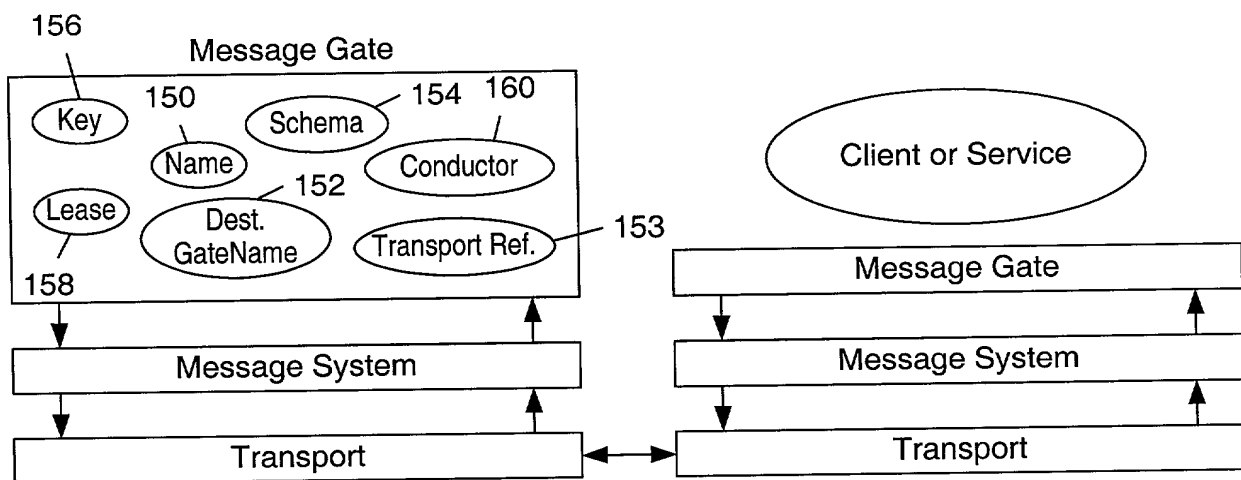 156
Message Gate
150
154
160
Key
Schema
Name
Conductor
Client or Service
152
Lease
Dest.
GateName
Transport Ref.
153
158
Message Gate
Message System
Message System
Transport
Transport